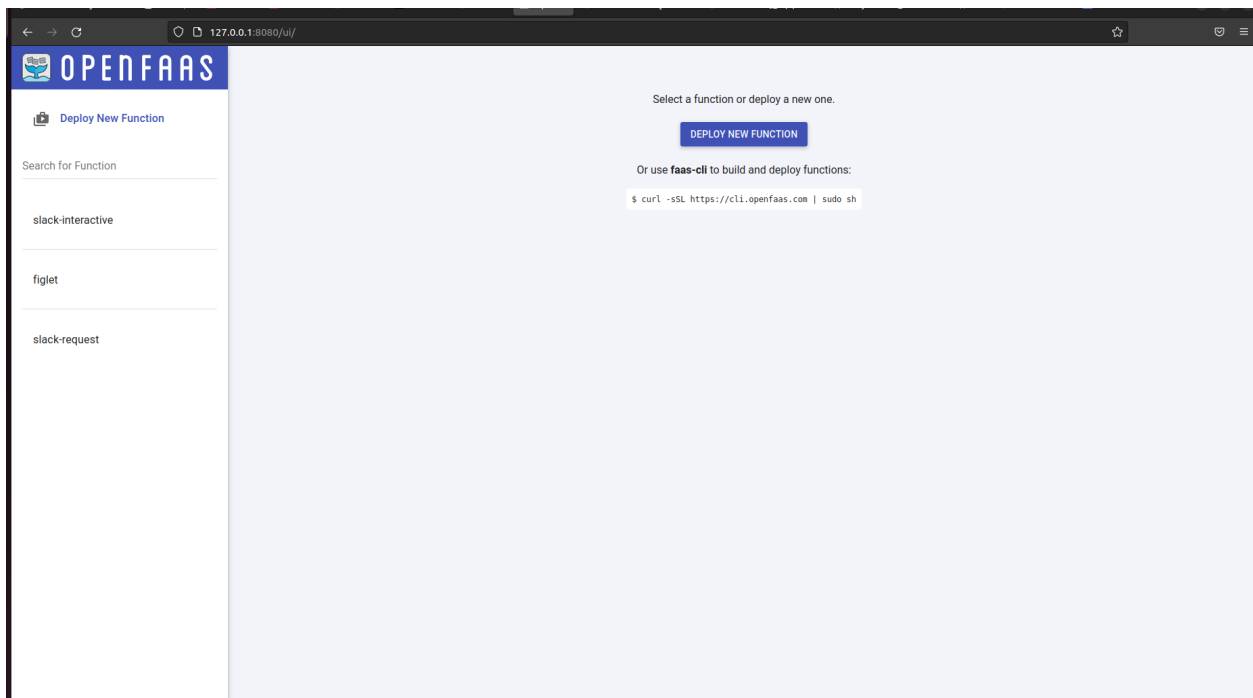 127.0.0.1:8080/ui/
OPENFAAS
Deploy New Function
Search for Function
slack-interactive
figlet
slack-request
Select a function or deploy a new one.
DEPLOY NEW FUNCTION
Or use faas-cli to build and deploy functions:
$ curl -sSL https://cli.openfaas.com | sudo sh